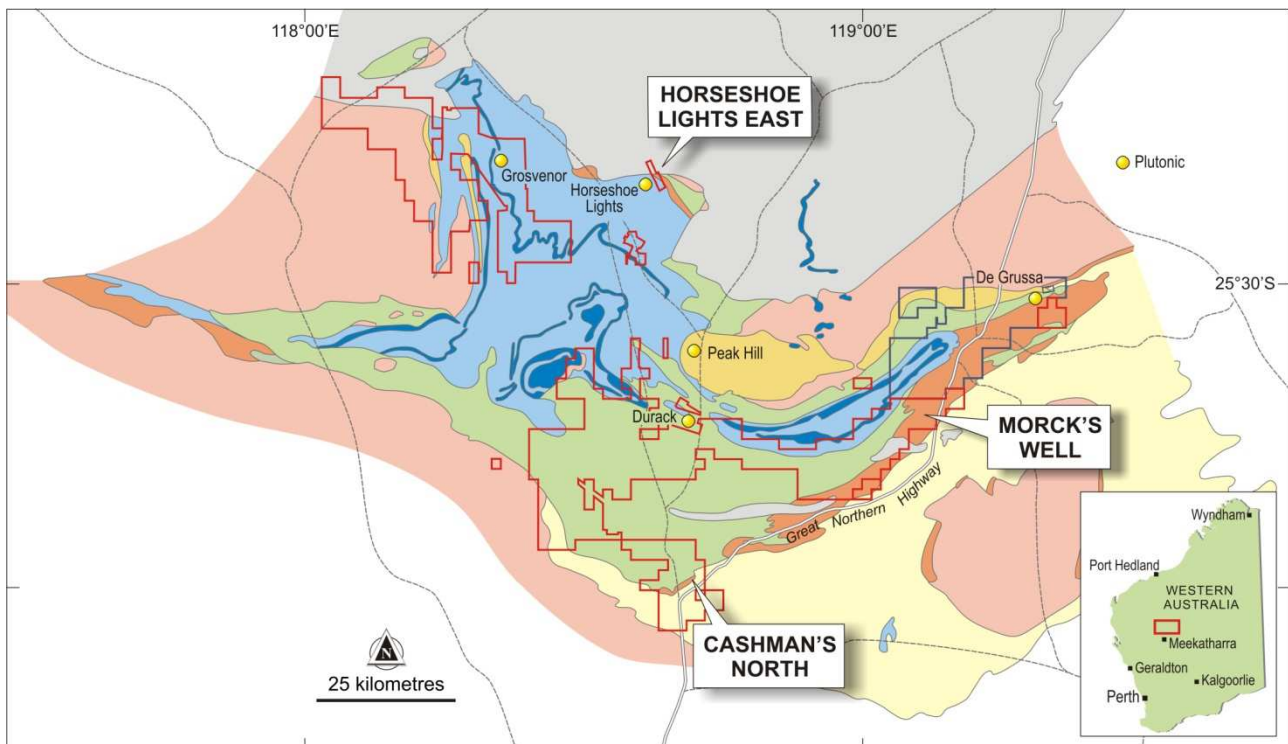 118°00'E
119°00'E
HORSESHOE
LIGHTS EAST
Plutonic
Grosvenor
Horseshoe
Lights
De Grussa
25°30'S
Peak Hill
Durack
MORCK'S
WELL
Great Northern Highway
CASHMAN'S
NORTH
N
25 kilometres
Wyndham
Port Hedland
WESTERN
AUSTRALIA
Meekatharra
Geraldton
Kalgoorlie
Perth